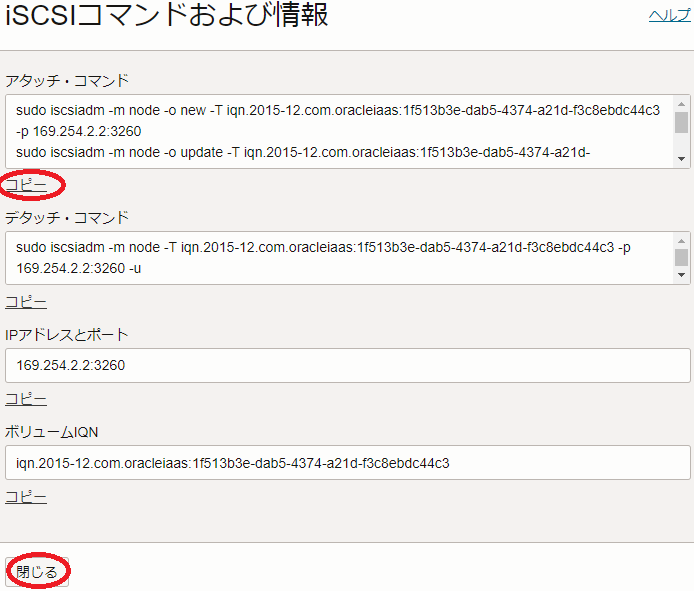 iSCSIコマンドおよび情報
ヘルプ
アタッチ・コマンド
sudo iscsiadm -m node -o new -T iqn.2015-12.com.oracleiaas:1f513b3e-dab5-4374-a21d-f3c8ebdc44c3
-p 169.254.2.2:3260
sudo iscsiadm -m node -o update -T iqn.2015-12.com.oracleiaas:1f513b3e-dab5-4374-a21d-
コピー
デタッチ・コマンド
sudo iscsiadm -m node -T iqn.2015-12.com.oracleiaas:1f513b3e-dab5-4374-a21d-f3c8ebdc44c3 -p
169.254.2.2:3260 -u
コピー
IPアドレスとポート
169.254.2.2:3260
コピー
ボリュームIQN
iqn.2015-12.com.oracleiaas:1f513b3e-dab5-4374-a21d-f3c8ebdc44c3
コピー
閉じる